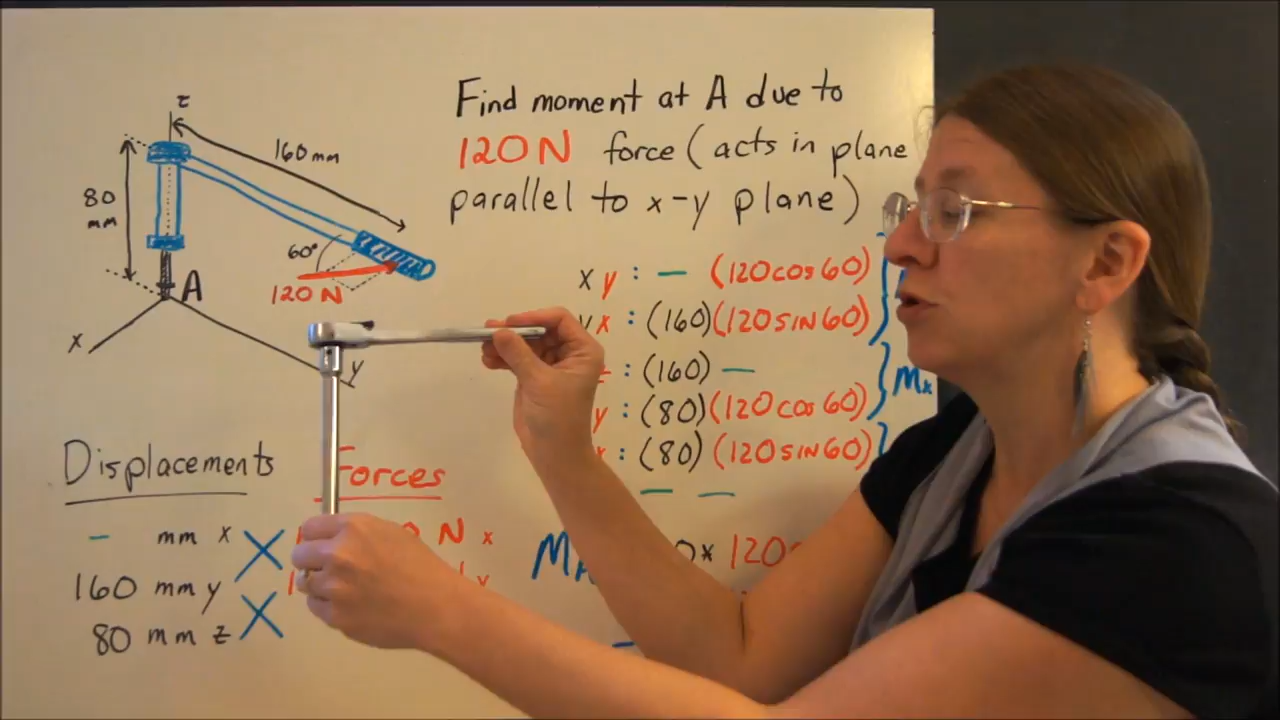 z
160 mm
80
mm
60°
120 N
A
x
y
Find moment at A due to
120N force (acts in plane
parallel to x-y plane)
xy : — (120cos60)
x : (160)(120sin60)
: (160) —
y : (80)(120cos60)
Mx
: (80)(120sin60)
— —
Displacements
Forces
— mm x
N x
160 mm y
80 mm z